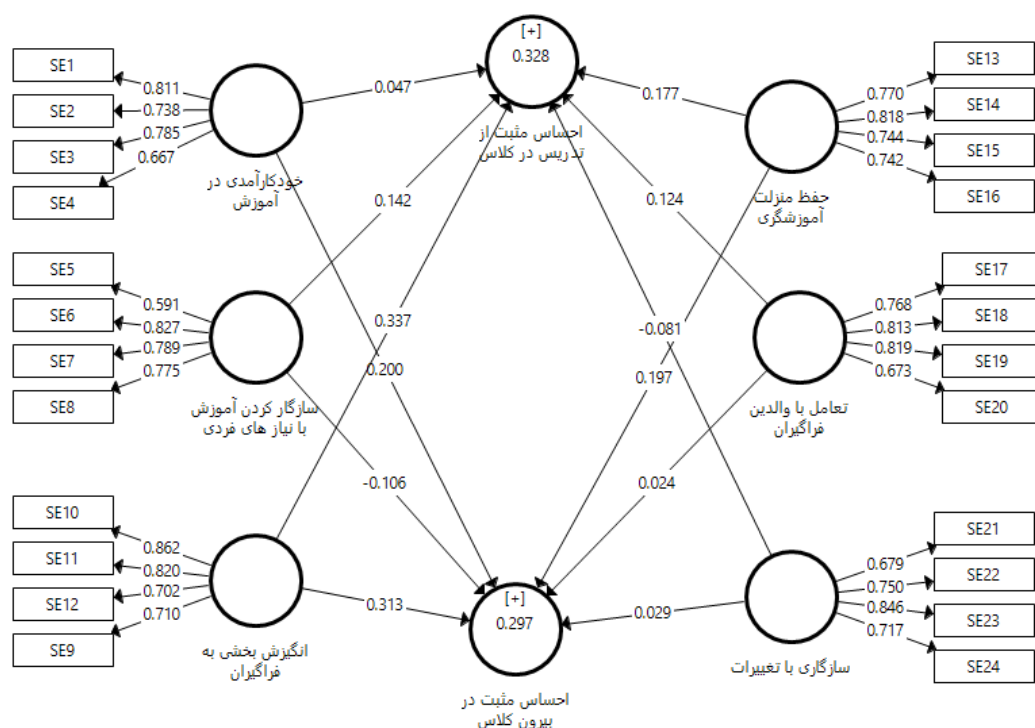 SE1
SE2
SE3
SE4
0.811
0.738
0.785
0.667
خودکارآمدی در
آموزش
SE5
SE6
SE7
SE8
0.591
0.827
0.789
0.775
سازگار کردن آموزش
با نیاز های فردی
SE10
SE11
SE12
SE9
0.862
0.820
0.702
0.710
انگیزش بخشی به
فراگیران
[+]
0.328
احساس مثبت از
تدریس در کلاس
0.047
0.177
0.142
0.124
0.337
-0.081
0.200
0.197
-0.106
0.024
0.313
0.029
[+]
0.297
احساس مثبت در
بیرون کلاس
SE13
SE14
SE15
SE16
0.770
0.818
0.744
0.742
حفظ منزلت
آموزشگری
SE17
SE18
SE19
SE20
0.768
0.813
0.819
0.673
تعامل با والدین
فراگیران
SE21
SE22
SE23
SE24
0.679
0.750
0.846
0.717
سازگاری با تغییرات